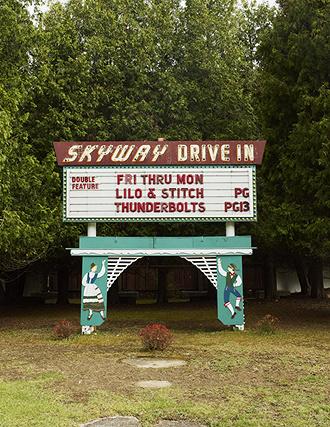 SKYWAY DRIVE IN
"DOUBLE FEATURE" FRI THRU MON
LILO & STITCH PG
THUNDERBOLTS PG13